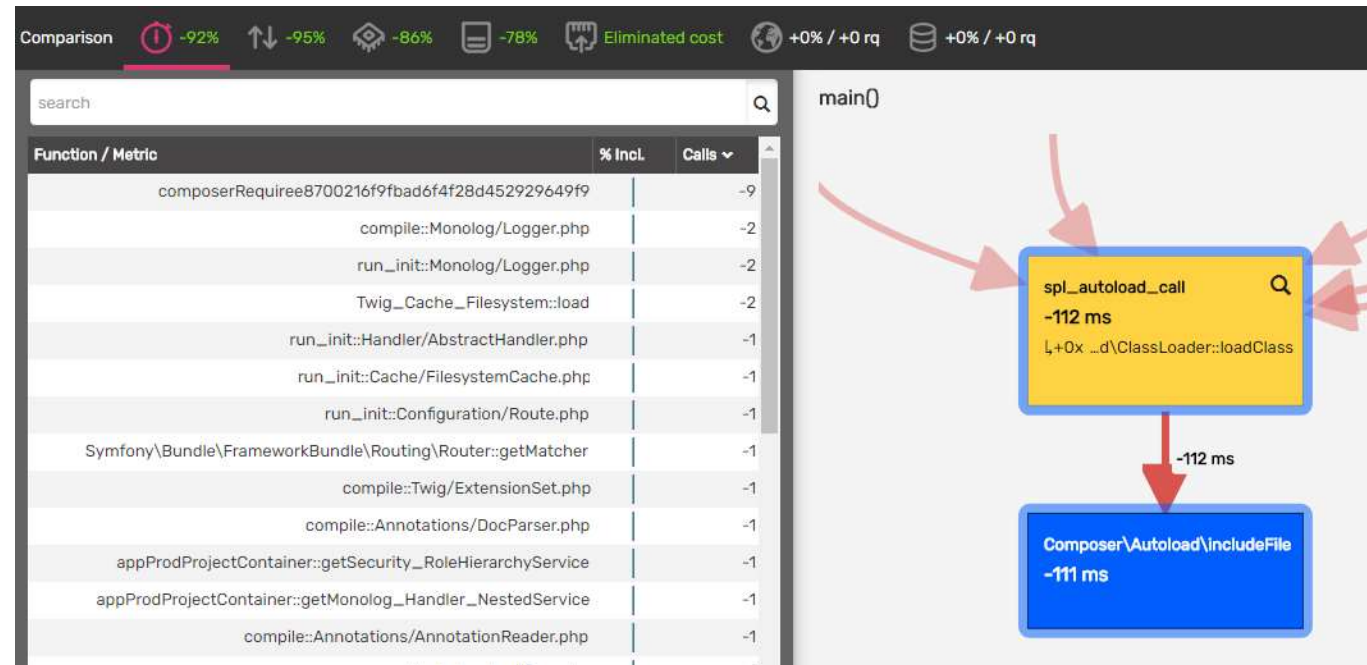 Comparison -92% -95% -86% -78% Eliminated cost +0% / +0 rq +0% / +0 rq
search
Function / Metric % Incl. Calls
composerRequiree8700216f9fbad6f4f28d452929649f9 -9
compile::Monolog/Logger.php -2
run_init::Monolog/Logger.php -2
Twig_Cache_Filesystem::load -2
run_init::Handler/AbstractHandler.php -1
run_init::Cache/FilesystemCache.php -1
run_init::Configuration/Route.php -1
Symfony\Bundle\FrameworkBundle\Routing\Router::getMatcher -1
compile::Twig/ExtensionSet.php -1
compile::Annotations/DocParser.php -1
appProdProjectContainer::getSecurity_RoleHierarchyService -1
appProdProjectContainer::getMonolog_Handler_NestedService -1
compile::Annotations/AnnotationReader.php -1
main()
spl_autoload_call
-112 ms
↳+0x …d\ClassLoader::loadClass
-112 ms
Composer\Autoload\includeFile
-111 ms